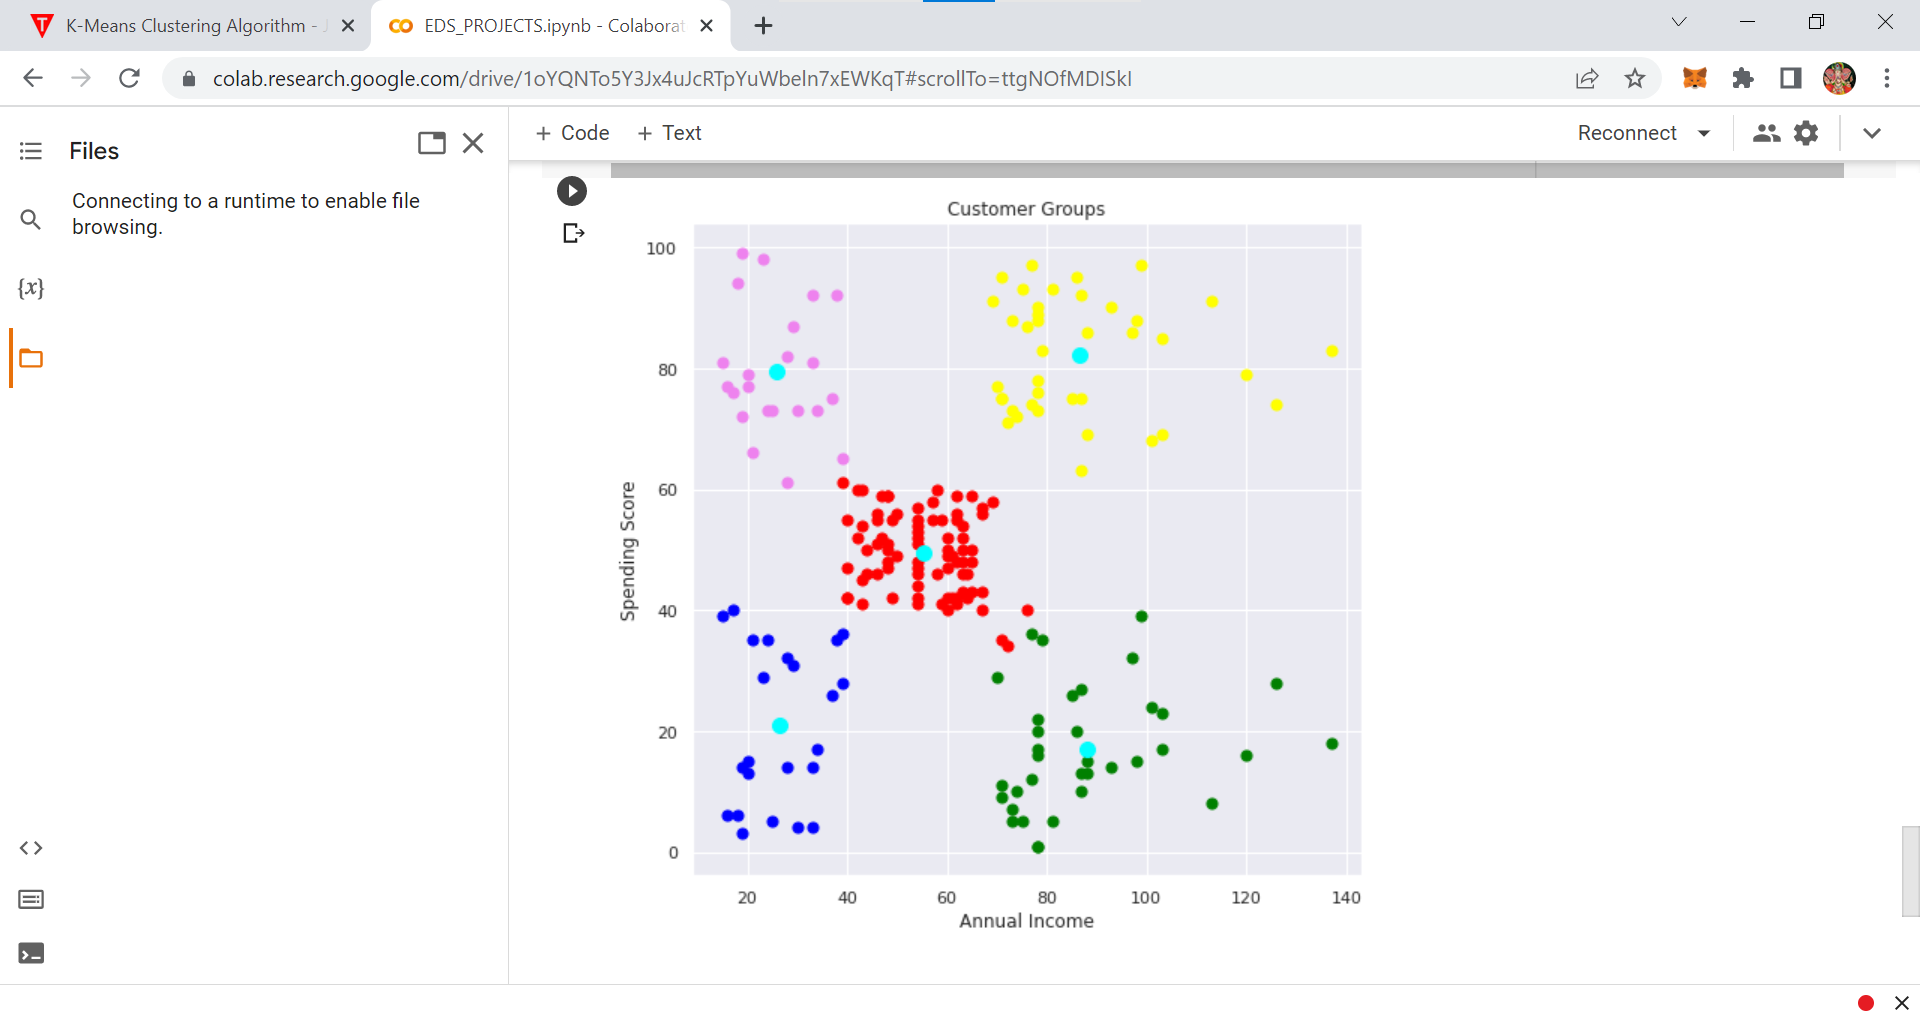 K-Means Clustering Algorithm -
EDS_PROJECTS.ipynb - Colaborat
colab.research.google.com/drive/1oYQNTo5Y3Jx4uJcRTpYuWbeln7xEWKqT#scrollTo=ttgNOfMDISkI
Files
+ Code + Text
Reconnect
Connecting to a runtime to enable file
browsing.
{x}
Customer Groups
100
80
60
40
20
0
Spending Score
20 40 60 80 100 120 140
Annual Income